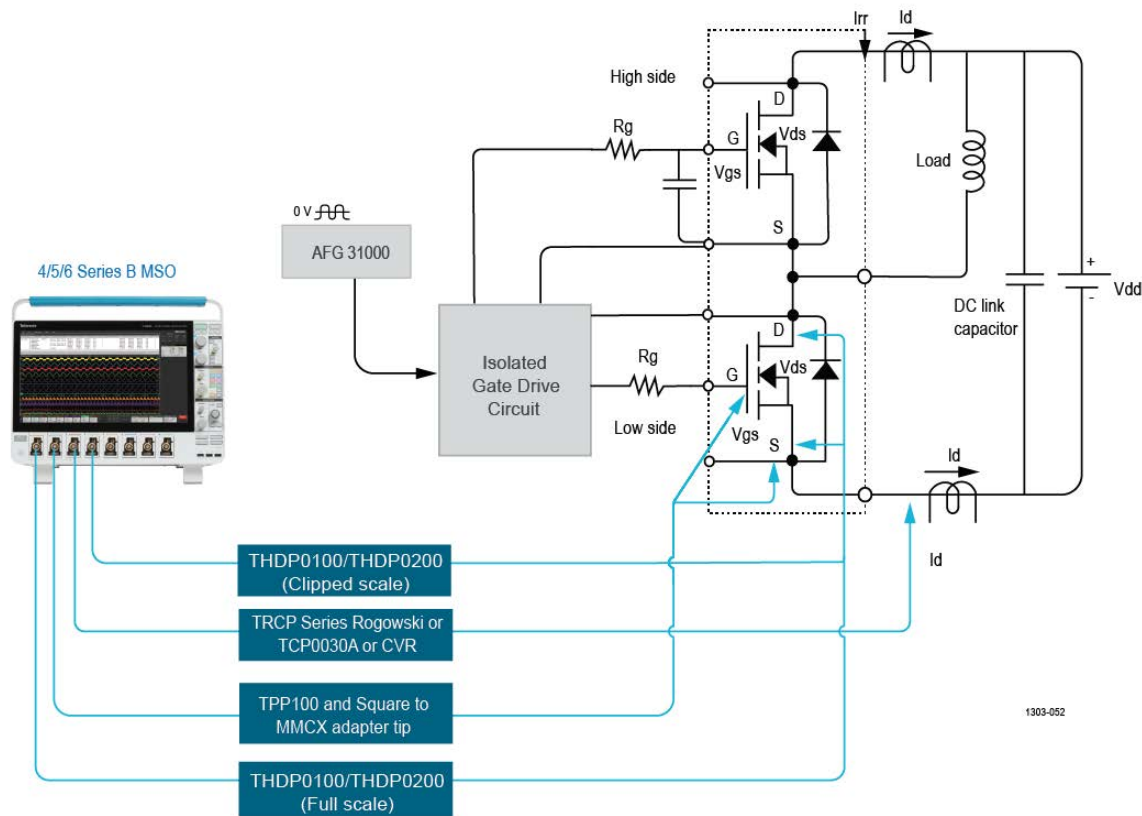 Irr
Id
High side
D
Rg
G
Vds
Vgs
Load
S
0 V
AFG 31000
4/5/6 Series B MSO
+
-
Vdd
DC link
capacitor
D
Isolated
Gate Drive
Circuit
Rg
G
Vds
Low side
Vgs
S
Id
Id
THDP0100/THDP0200
(Clipped scale)
TRCP Series Rogowski or
TCP0030A or CVR
TPP100 and Square to
MMCX adapter tip
1303-052
THDP0100/THDP0200
(Full scale)